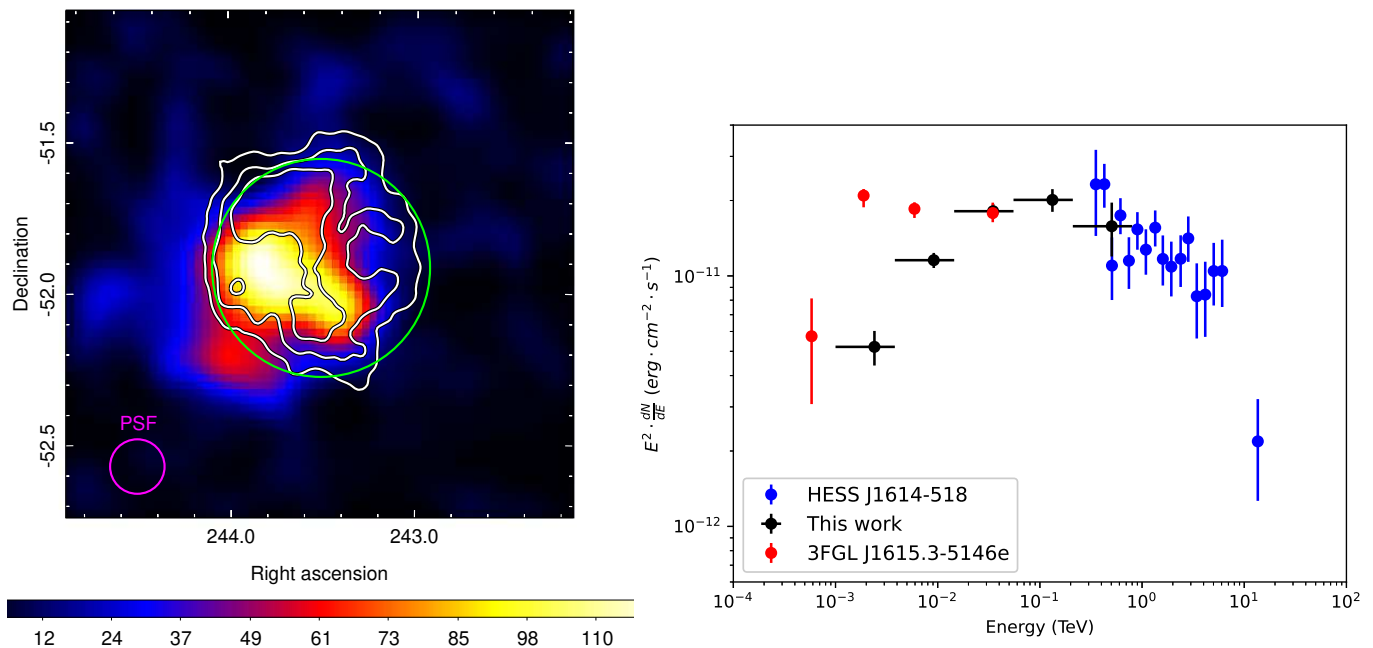 Declination
-51.5
-52.0
-52.5
PSF
244.0 243.0
Right ascension
12 24 37 49 61 73 85 98 110
E² · dN/dE (erg · cm⁻² · s⁻¹)
10⁻¹¹
10⁻¹²
HESS J1614-518
This work
3FGL J1615.3-5146e
10⁻⁴ 10⁻³ 10⁻² 10⁻¹ 10⁰ 10¹ 10²
Energy (TeV)